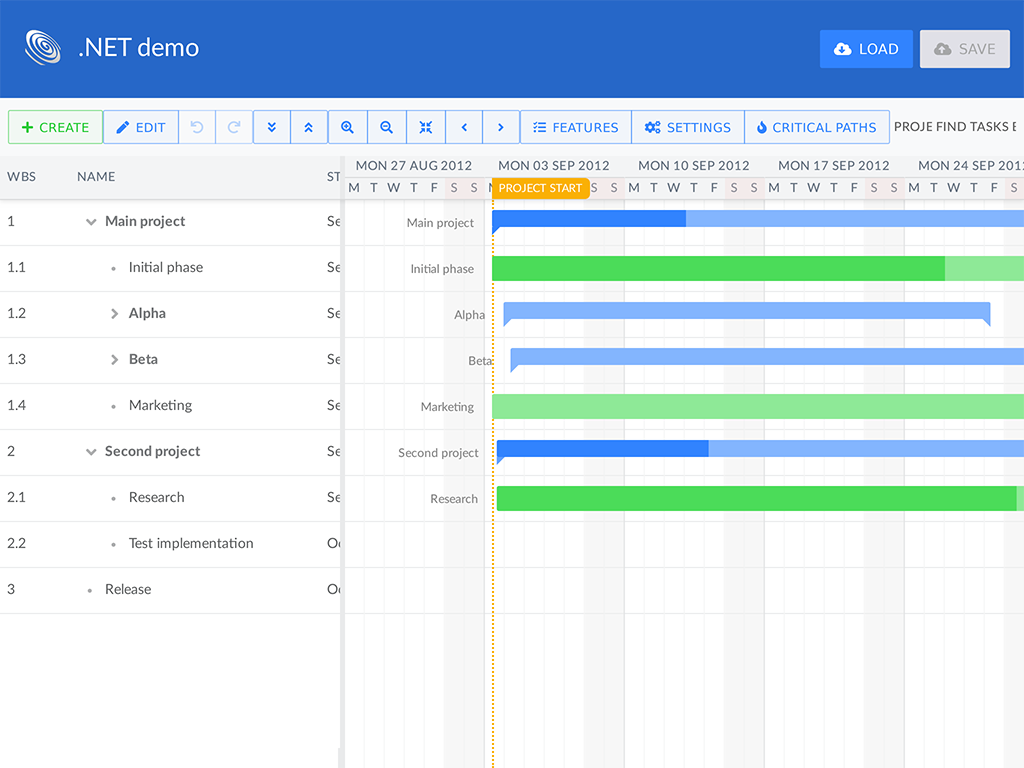 .NET demo
LOAD
SAVE
CREATE
EDIT
FEATURES
SETTINGS
CRITICAL PATHS
PROJE FIND TASKS
WBS NAME ST
MON 27 AUG 2012 MON 03 SEP 2012 MON 10 SEP 2012 MON 17 SEP 2012 MON 24 SEP 201
M T W T F S S PROJECT START S S M T W T F S S M T W T F S S M T W T F S
1 Main project Se Main project
1.1 Initial phase Se Initial phase
1.2 Alpha Se Alpha
1.3 Beta Se Beta
1.4 Marketing Se Marketing
2 Second project Se Second project
2.1 Research Se Research
2.2 Test implementation
3 Release